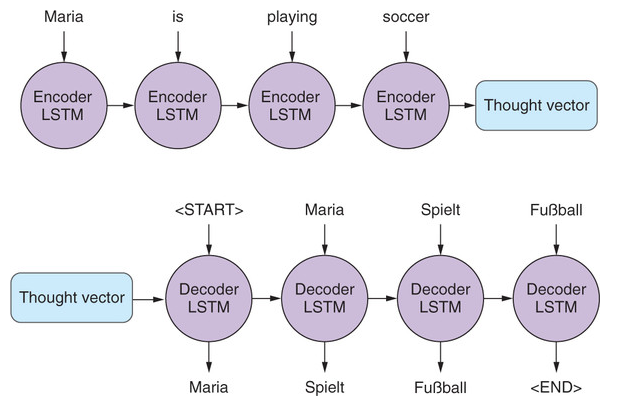 Maria is playing soccer
Encoder Encoder Encoder Encoder
LSTM LSTM LSTM LSTM
Thought vector
<START> Maria Spielt Fußball
Thought vector
Decoder Decoder Decoder Decoder
LSTM LSTM LSTM LSTM
Maria Spielt Fußball <END>